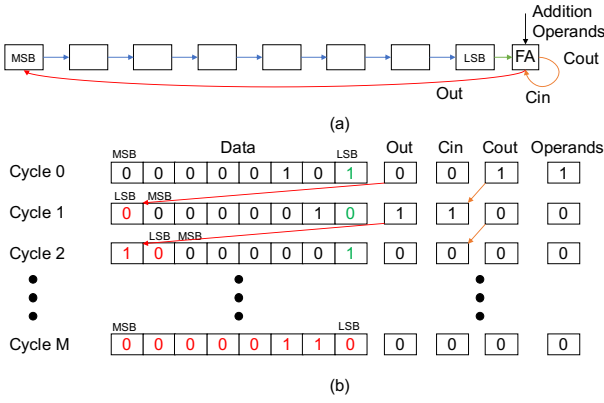 Addition
Operands
MSB LSB FA Cout
Out Cin
(a)
MSB Data LSB Out Cin Cout Operands
Cycle 0 0 0 0 0 0 1 0 1 0 0 1 1
LSB MSB
Cycle 1 0 0 0 0 0 0 1 0 1 1 0 0
LSB MSB
Cycle 2 1 0 0 0 0 0 0 1 0 0 0 0
MSB LSB
Cycle M 0 0 0 0 0 1 1 0 0 0 0 0
(b)